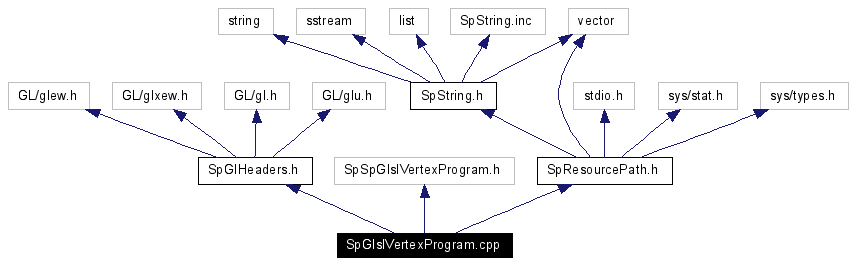 string
sstream
list
SpString.inc
vector
GL/glew.h
GL/glxew.h
GL/gl.h
GL/glu.h
SpString.h
stdio.h
sys/stat.h
sys/types.h
SpGlHeaders.h
SpSpGlslVertexProgram.h
SpResourcePath.h
SpGlslVertexProgram.cpp